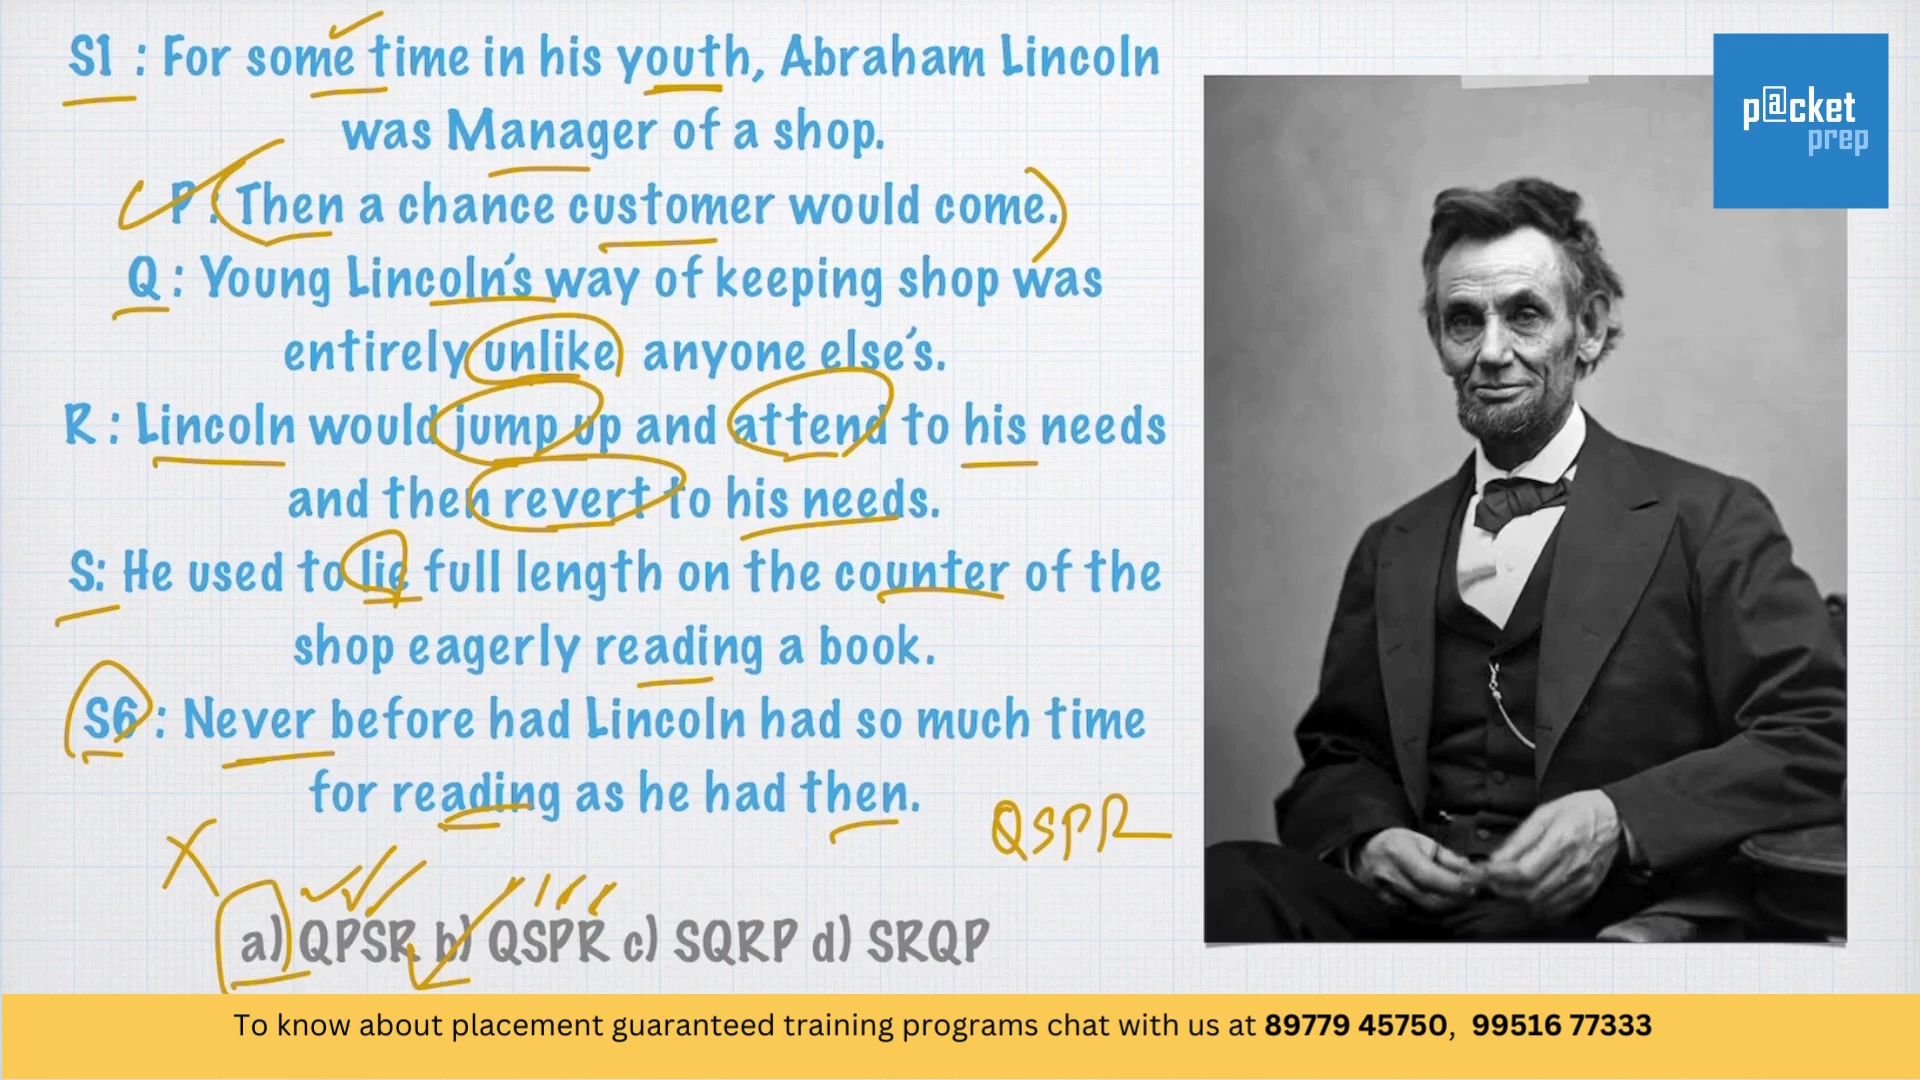 S1 : For some time in his youth, Abraham Lincoln
was Manager of a shop.
P : Then a chance customer would come.
Q : Young Lincoln's way of keeping shop was
entirely unlike anyone else's.
R : Lincoln would jump up and attend to his needs
and then revert to his needs.
S: He used to lie full length on the counter of the
shop eagerly reading a book.
S6 : Never before had Lincoln had so much time
for reading as he had then.
QSPR
a) QPSR b) QSPR c) SQRP d) SRQP
p@cket
prep
To know about placement guaranteed training programs chat with us at 89779 45750, 99516 77333